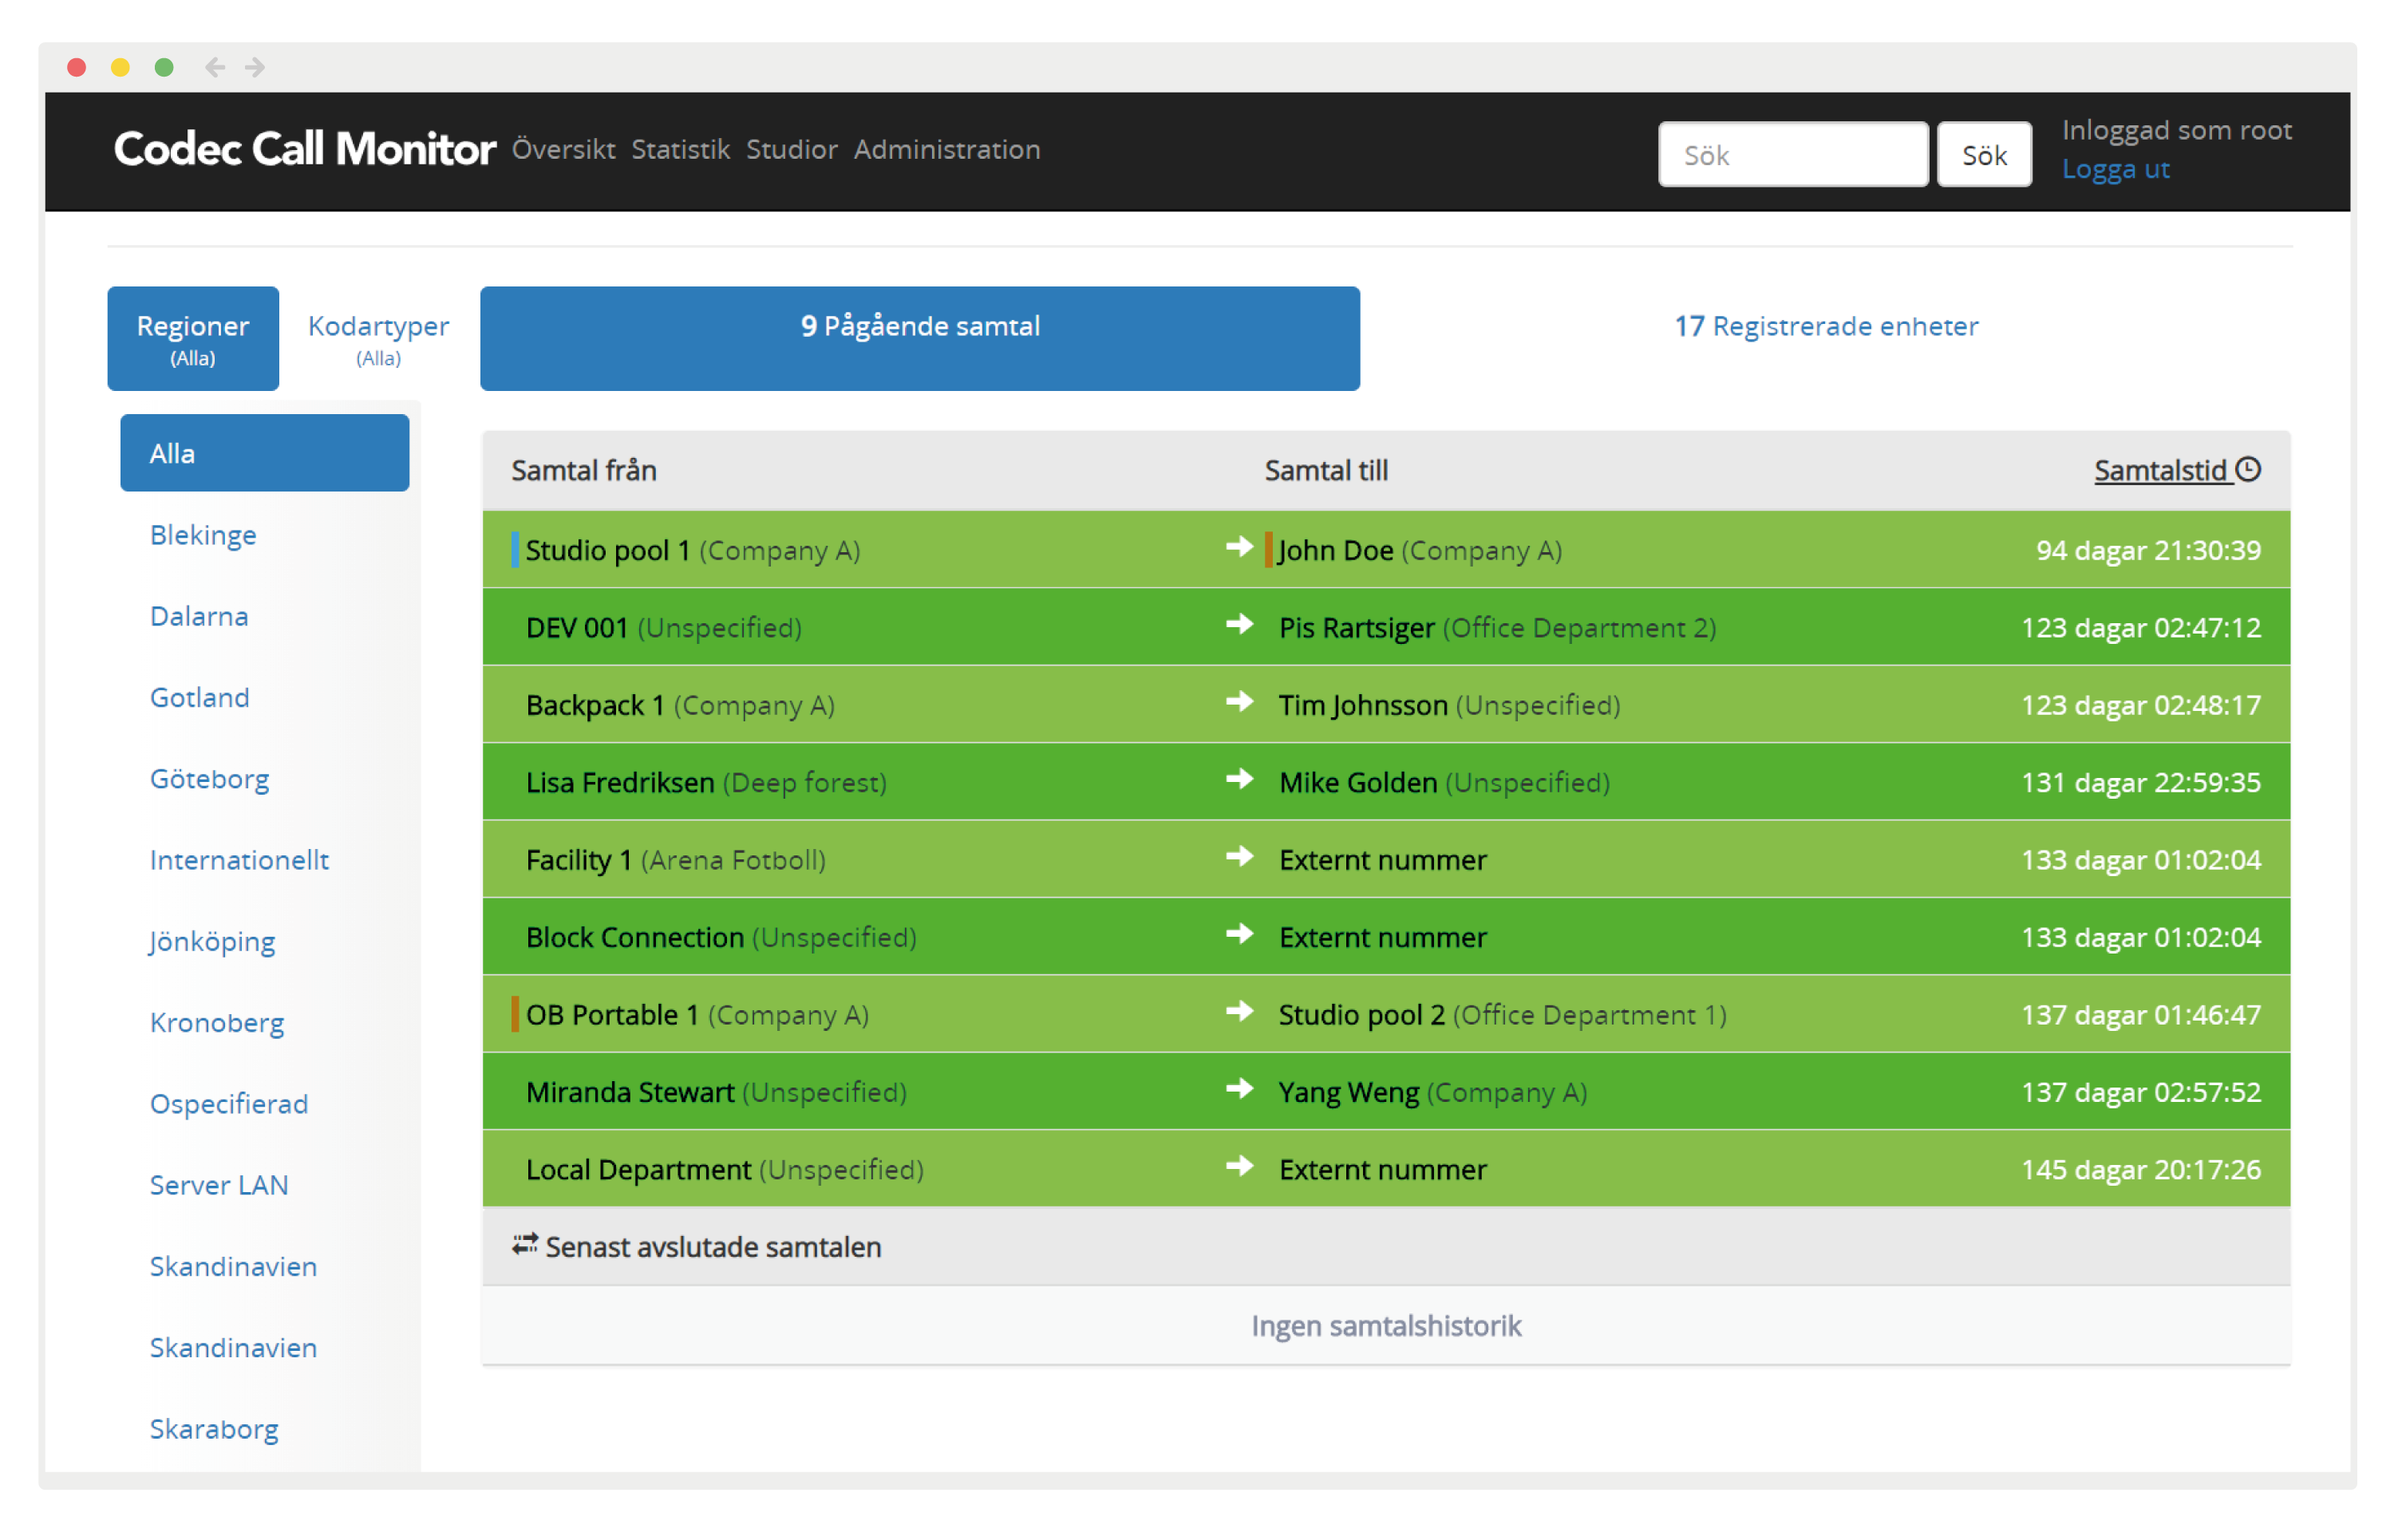 Codec Call Monitor Översikt Statistik Studior Administration
Sök Sök
Inloggad som root
Logga ut
Regioner
(Alla)
Kodartyper
(Alla)
9 Pågående samtal
17 Registrerade enheter
Alla
Blekinge
Dalarna
Gotland
Göteborg
Internationellt
Jönköping
Kronoberg
Ospecifierad
Server LAN
Skandinavien
Skandinavien
Skaraborg
Samtal från Samtal till Samtalstid
Studio pool 1 (Company A) John Doe (Company A) 94 dagar 21:30:39
DEV 001 (Unspecified) Pis Rartsiger (Office Department 2) 123 dagar 02:47:12
Backpack 1 (Company A) Tim Johnsson (Unspecified) 123 dagar 02:48:17
Lisa Fredriksen (Deep forest) Mike Golden (Unspecified) 131 dagar 22:59:35
Facility 1 (Arena Fotboll) Externt nummer 133 dagar 01:02:04
Block Connection (Unspecified) Externt nummer 133 dagar 01:02:04
OB Portable 1 (Company A) Studio pool 2 (Office Department 1) 137 dagar 01:46:47
Miranda Stewart (Unspecified) Yang Weng (Company A) 137 dagar 02:57:52
Local Department (Unspecified) Externt nummer 145 dagar 20:17:26
Senast avslutade samtalen
Ingen samtalshistorik